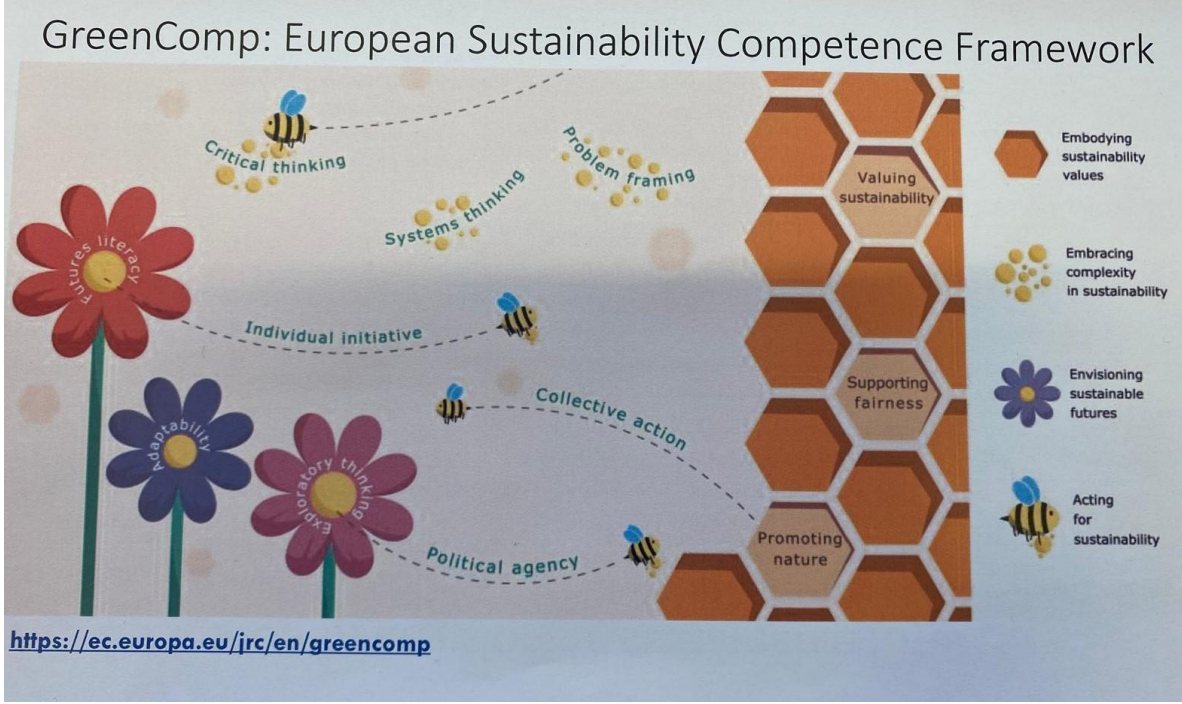 GreenComp: European Sustainability Competence Framework
Critical thinking
Problem framing
Systems thinking
Valuing
sustainability
Futures literacy
Individual initiative
Supporting
fairness
Collective action
Adaptability
Exploratory thinking
Political agency
Promoting
nature
Embodying
sustainability
values
Embracing
complexity
in sustainability
Envisioning
sustainable
futures
Acting
for
sustainability
https://ec.europa.eu/jrc/en/greencomp